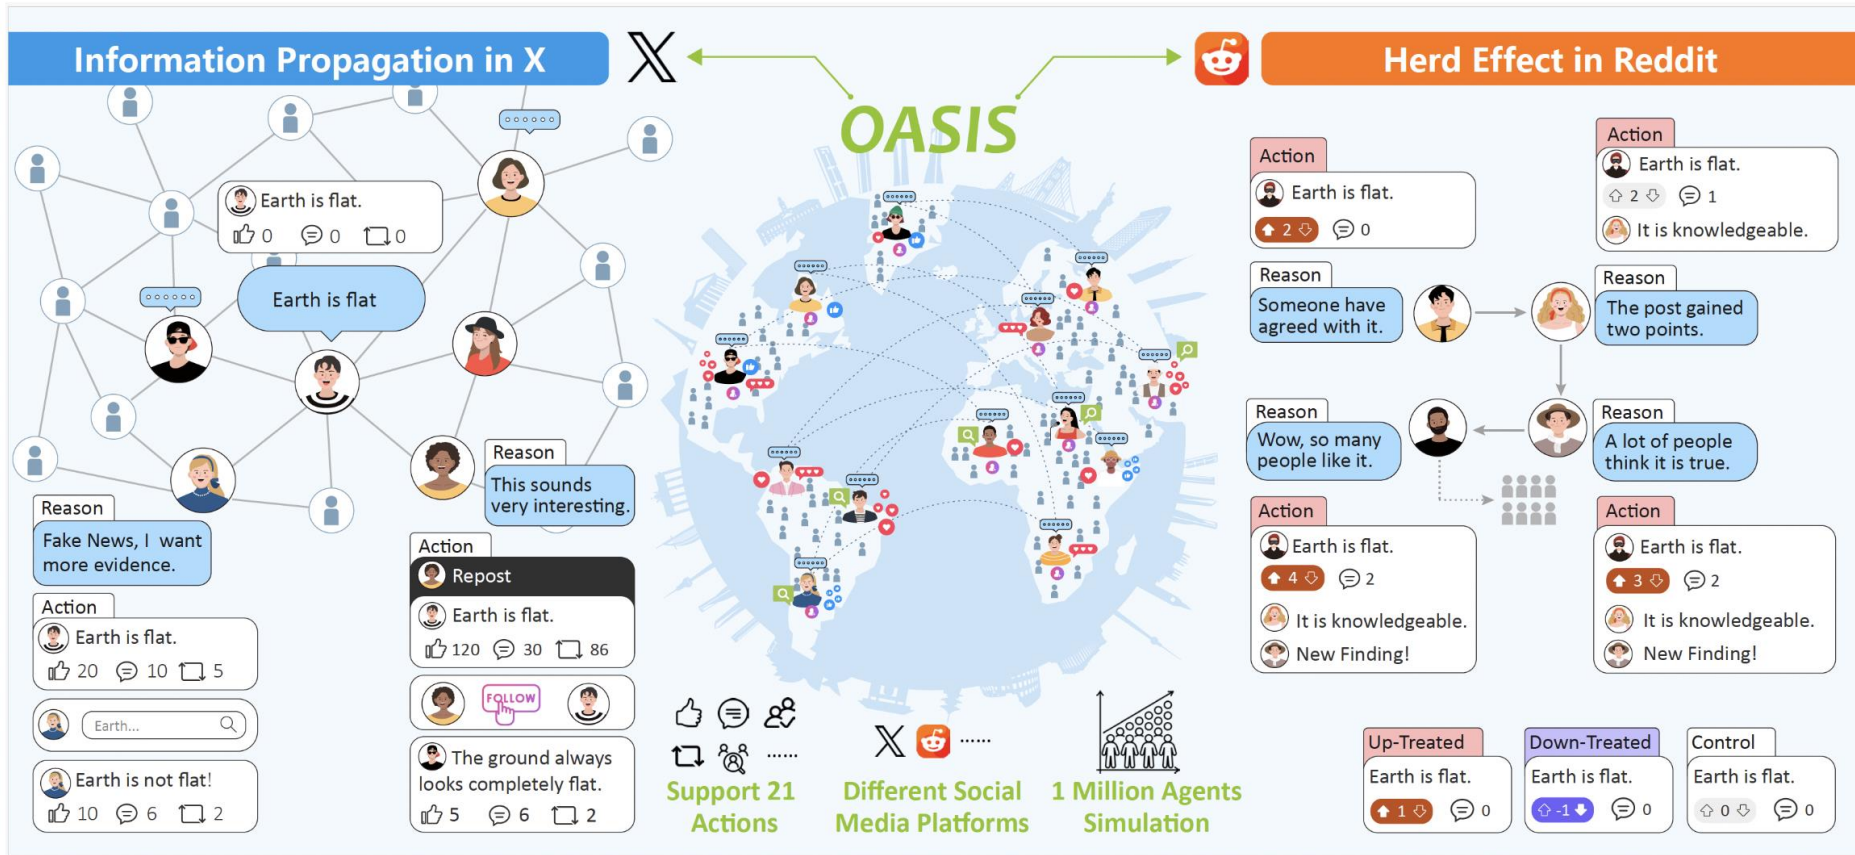 Information Propagation in X
OASIS
Herd Effect in Reddit
Earth is flat.
0 0 0
Earth is flat
Reason
This sounds
very interesting.
Reason
Fake News, I want
more evidence.
Action
Earth is flat.
20 10 5
Earth...
Earth is not flat!
10 6 2
Action
Repost
Earth is flat.
120 30 86
FOLLOW
The ground always
looks completely flat.
5 6 2
Support 21
Actions
Different Social
Media Platforms
1 Million Agents
Simulation
Action
Earth is flat.
2 0
Action
Earth is flat.
2 1
It is knowledgeable.
Reason
Someone have
agreed with it.
Reason
The post gained
two points.
Reason
Wow, so many
people like it.
Reason
A lot of people
think it is true.
Action
Earth is flat.
4 2
It is knowledgeable.
New Finding!
Action
Earth is flat.
3 2
It is knowledgeable.
New Finding!
Up-Treated
Earth is flat.
1 0
Down-Treated
Earth is flat.
-1 0
Control
Earth is flat.
0 0